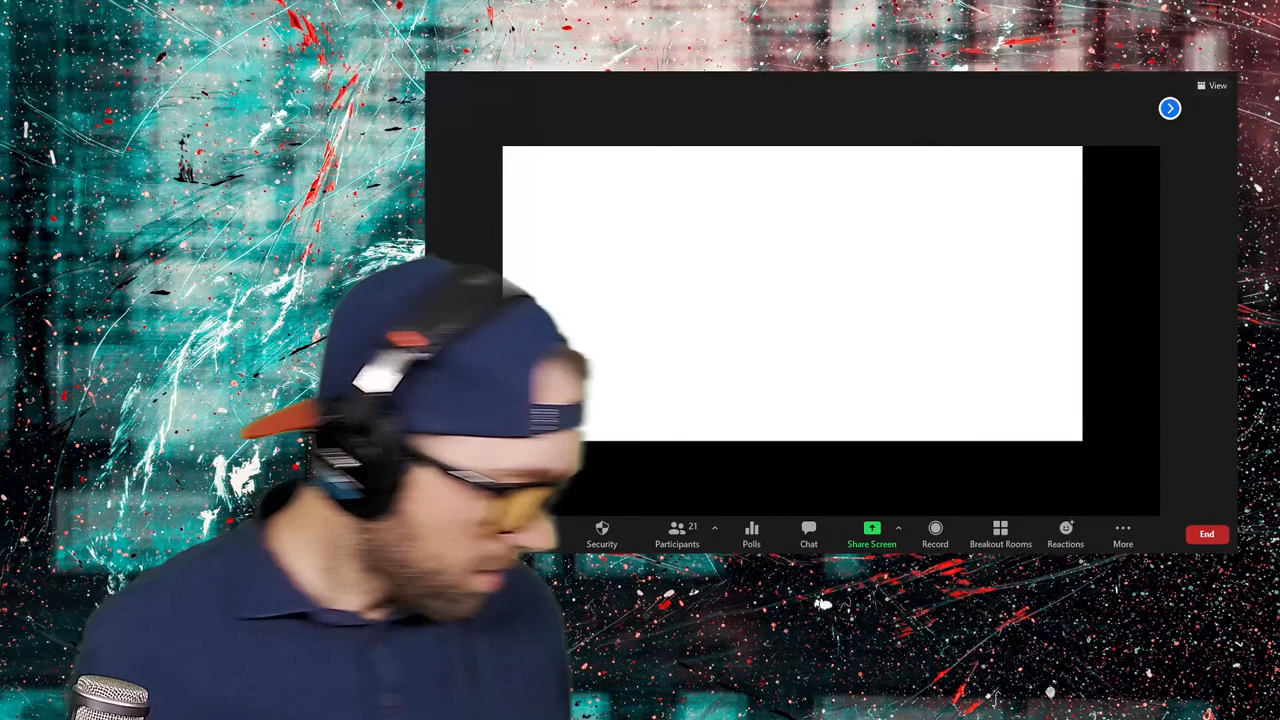 View
21
Security
Participants
Polls
Chat
Share Screen
Record
Breakout Rooms
Reactions
More
End